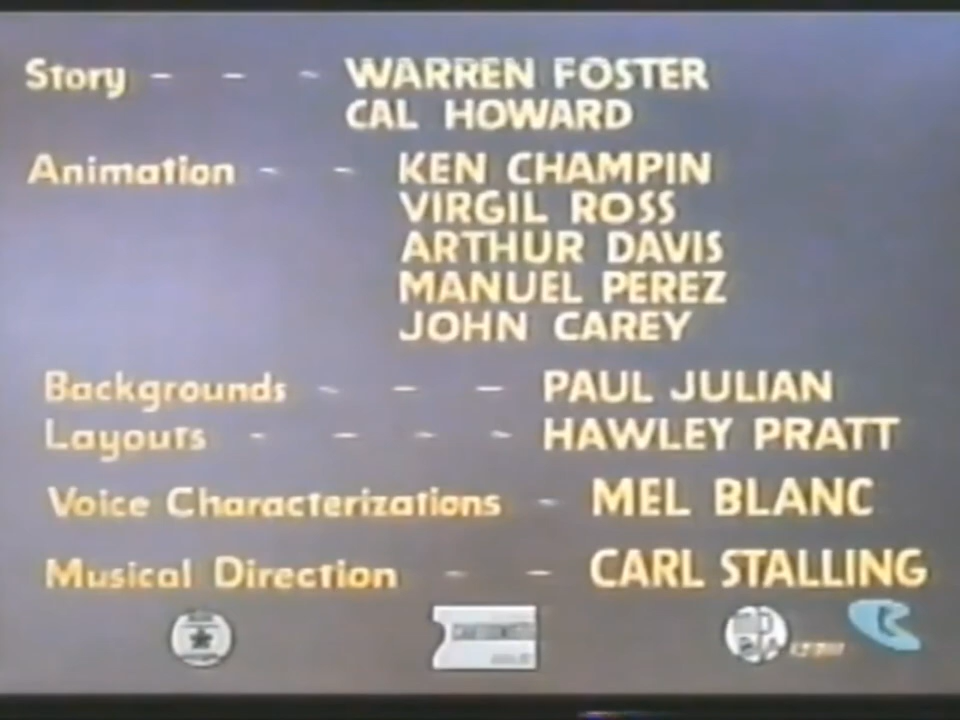 Story - - - WARREN FOSTER
CAL HOWARD
Animation - - KEN CHAMPIN
VIRGIL ROSS
ARTHUR DAVIS
MANUEL PEREZ
JOHN CAREY
Backgrounds - - - PAUL JULIAN
Layouts - - - - HAWLEY PRATT
Voice Characterizations - MEL BLANC
Musical Direction - - CARL STALLING